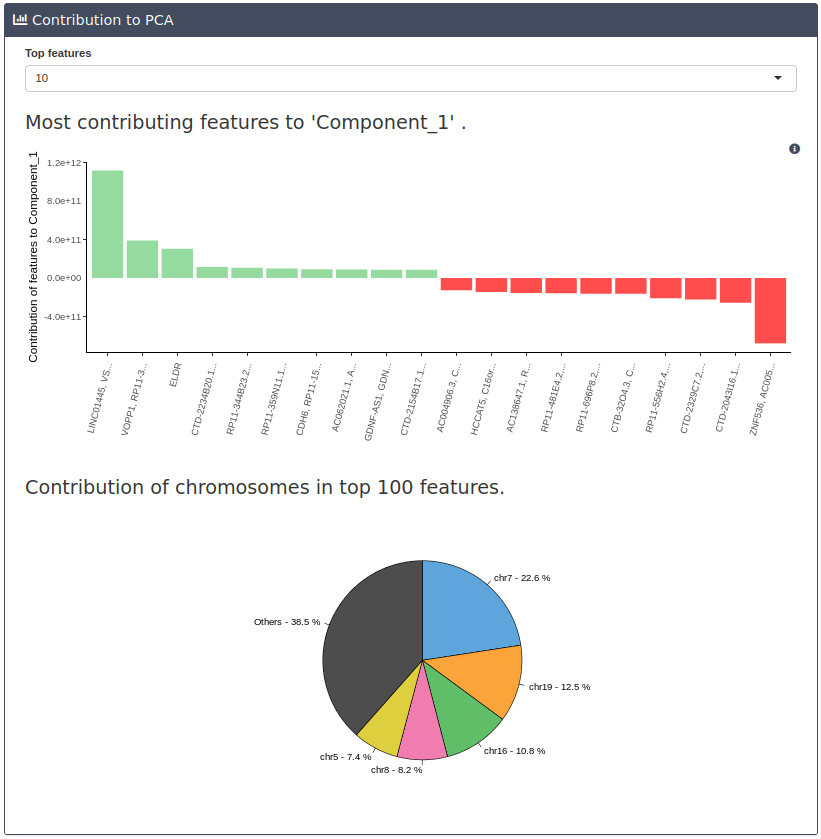 Contribution to PCA
Top features
10
Most contributing features to 'Component_1' .
Contribution of features to Component_1
1.2e+12
8.0e+11
4.0e+11
0.0e+00
-4.0e+11
LINC01445, VS...
VOPP1, RP11-3...
ELDR
CTD-2234B20.1...
RP11-344B23.2...
RP11-359N11.1...
CDH6, RP11-15...
AC062021.1, A...
GDNF-AS1, GDN...
CTD-2154B17.1...
AC004906.3, C...
HCCAT5, C16or...
AC138647.1, R...
RP11-481E4.2,...
RP11-696P8.2,...
CTB-32O4.3, C...
RP11-556H2.4,...
CTD-2329C7.2,...
CTD-2043I16.1...
ZNF536, AC005...
Contribution of chromosomes in top 100 features.
chr7 - 22.6 %
Others - 38.5 %
chr19 - 12.5 %
chr16 - 10.8 %
chr5 - 7.4 %
chr8 - 8.2 %